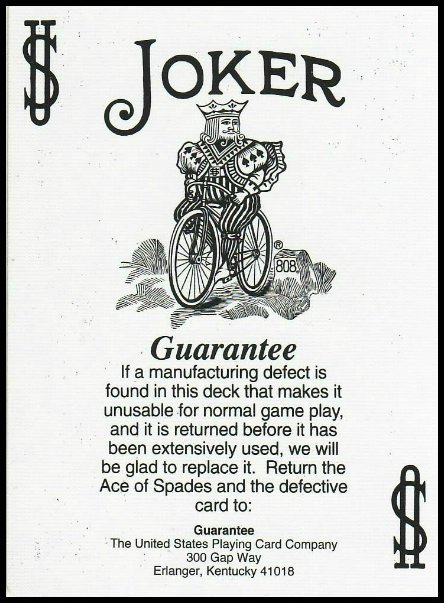 JOKER
®
808
Guarantee
If a manufacturing defect is
found in this deck that makes it
unusable for normal game play,
and it is returned before it has
been extensively used, we will
be glad to replace it. Return the
Ace of Spades and the defective
card to:
Guarantee
The United States Playing Card Company
300 Gap Way
Erlanger, Kentucky 41018